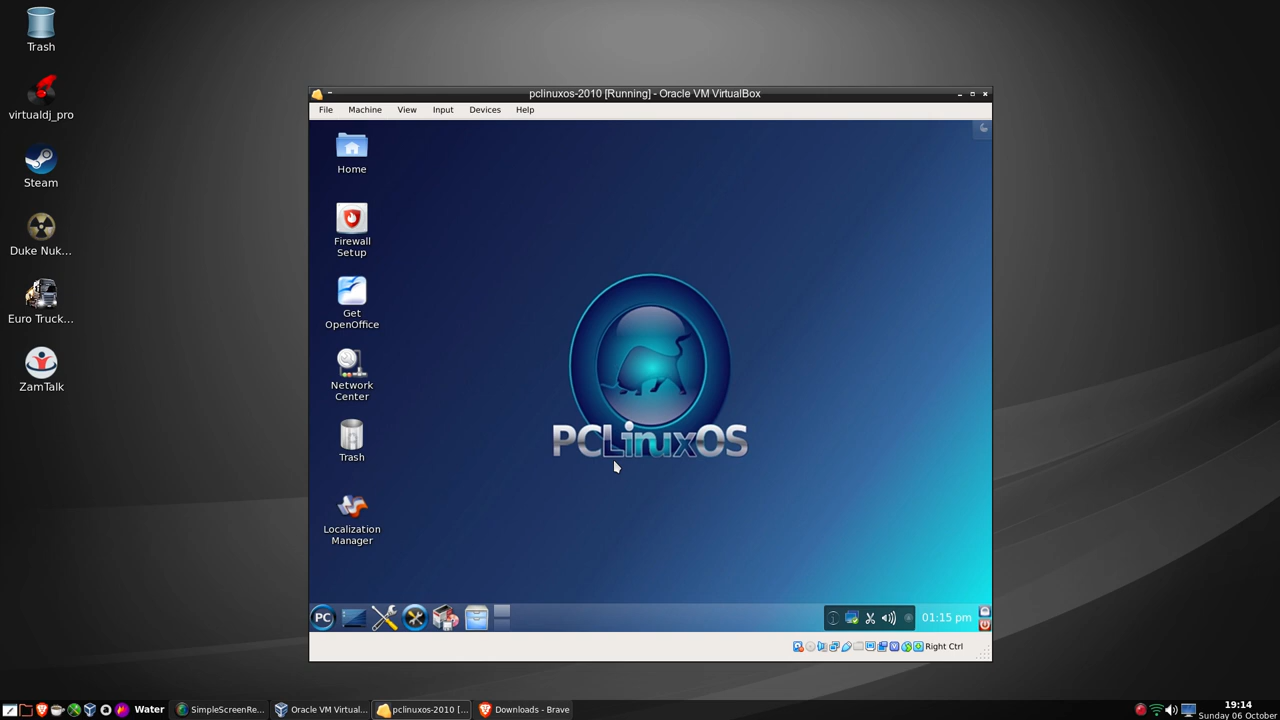 Trash
virtualdj_pro
Steam
Duke Nuk...
Euro Truck...
ZamTalk
pclinuxos-2010 [Running] - Oracle VM VirtualBox
File Machine View Input Devices Help
Home
Firewall
Setup
Get
OpenOffice
Network
Center
Trash
Localization
Manager
PCLinuxOS
PC
01:15 pm
Right Ctrl
Water
SimpleScreenRe...
Oracle VM Virtual...
pclinuxos-2010 [...
Downloads - Brave
19:14
Sunday 06 October